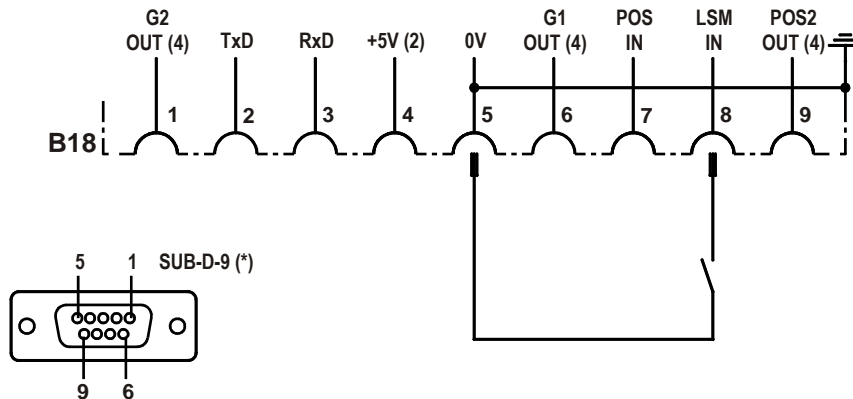 G2 OUT (4)
TxD
RxD
+5V (2)
0V
G1 OUT (4)
POS IN
LSM IN
POS2 OUT (4)
1 2 3 4 5 6 7 8 9
B18
5 1 SUB-D-9 (*)
9 6